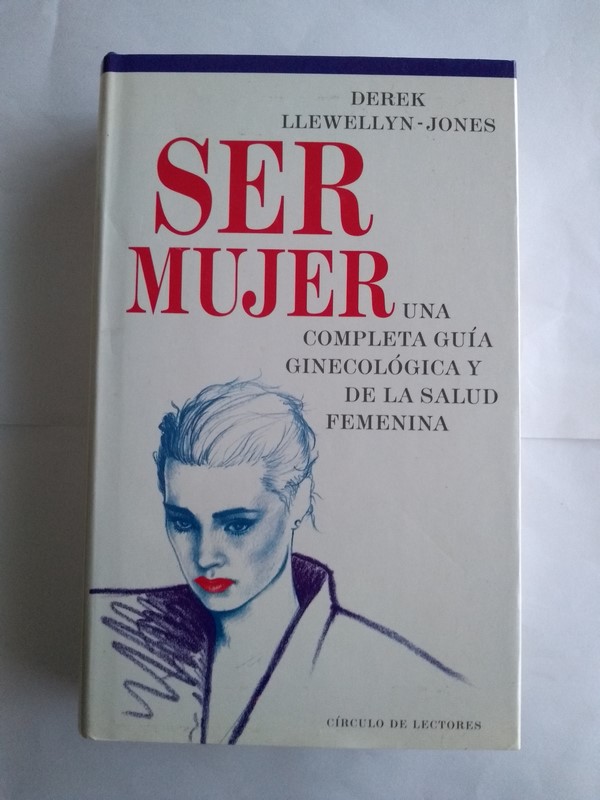 DEREK
LLEWELLYN-JONES
SER
MUJER
UNA
COMPLETA GUÍA
GINECOLÓGICA Y
DE LA SALUD
FEMENINA
CÍRCULO DE LECTORES